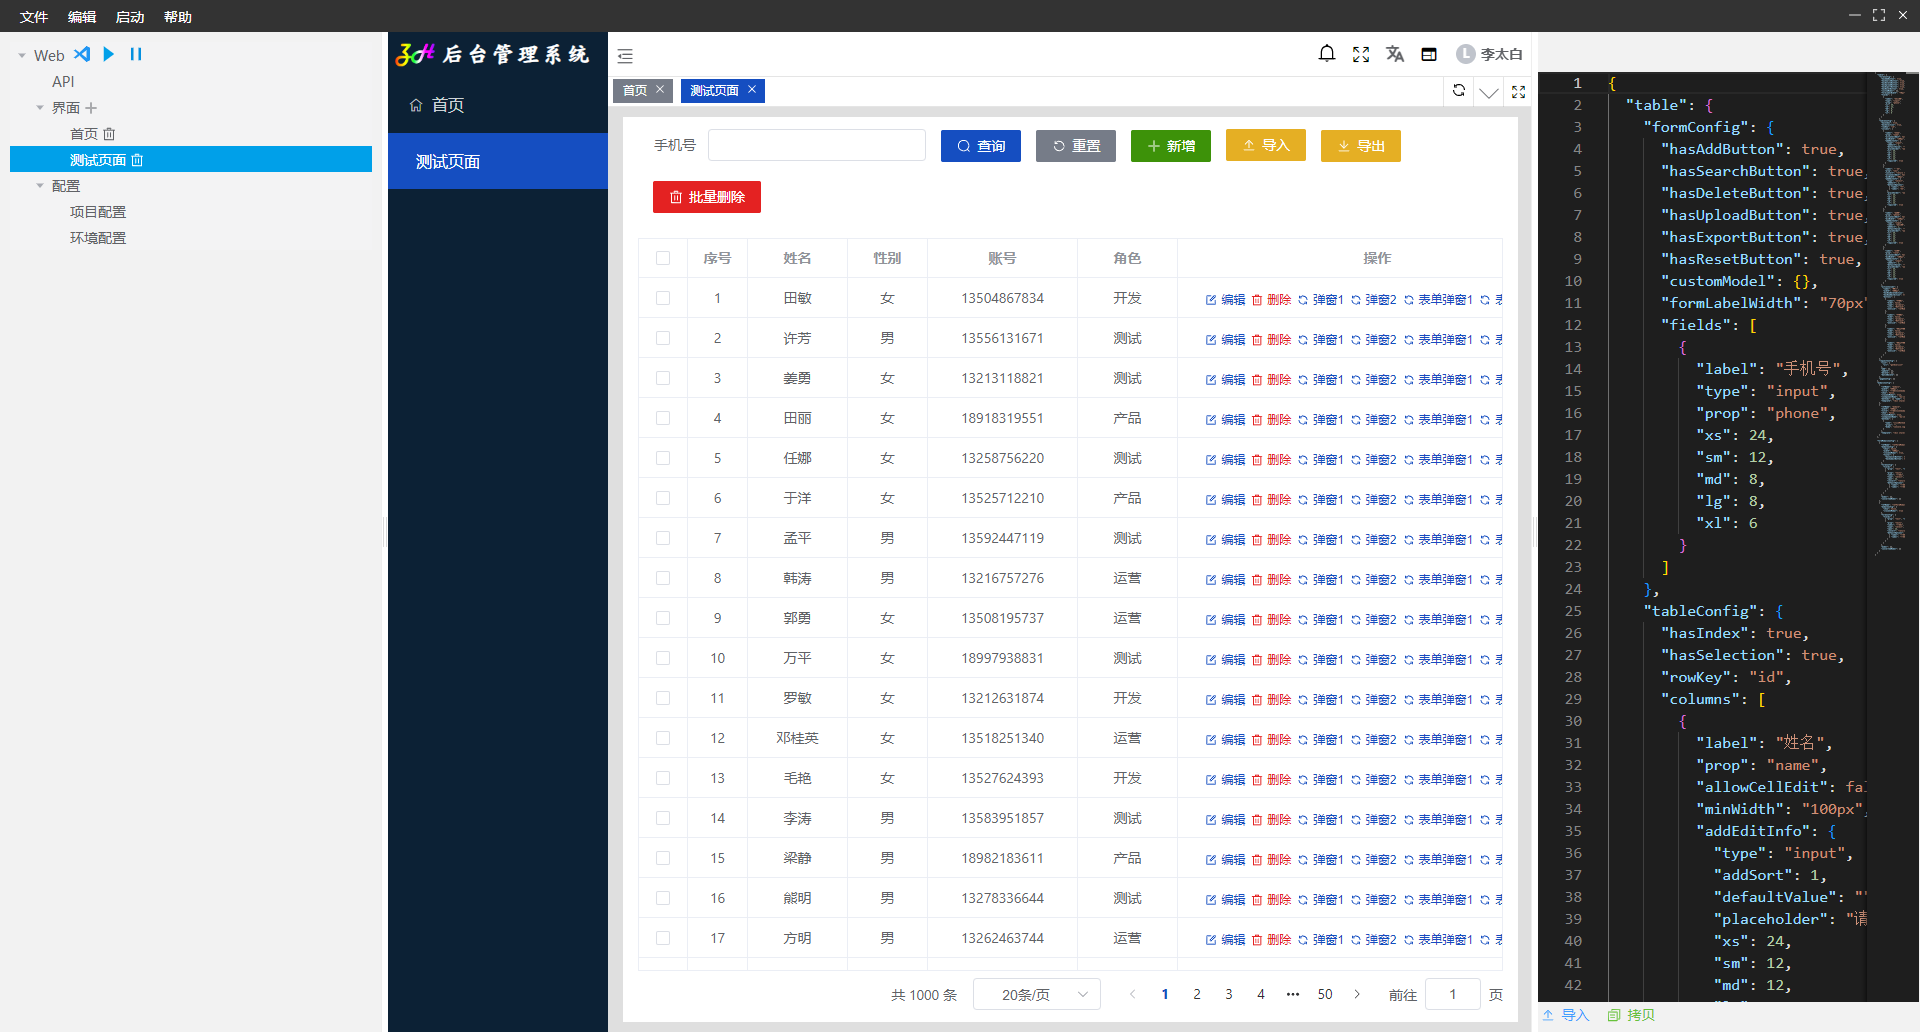 文件 编辑 启动 帮助
Web
API
界面
首页
测试页面
配置
项目配置
环境配置
后台管理系统
首页
测试页面
李太白
首页 测试页面
手机号 查询 重置 新增 导入 导出
批量删除
序号 姓名 性别 账号 角色 操作
1 田敏 女 13504867834 开发 编辑 删除 弹窗1 弹窗2 表单弹窗1
2 许芳 男 13556131671 测试 编辑 删除 弹窗1 弹窗2 表单弹窗1
3 姜勇 女 13213118821 测试 编辑 删除 弹窗1 弹窗2 表单弹窗1
4 田丽 女 18918319551 产品 编辑 删除 弹窗1 弹窗2 表单弹窗1
5 任娜 女 13258756220 测试 编辑 删除 弹窗1 弹窗2 表单弹窗1
6 于洋 女 13525712210 产品 编辑 删除 弹窗1 弹窗2 表单弹窗1
7 孟平 男 13592447119 测试 编辑 删除 弹窗1 弹窗2 表单弹窗1
8 韩涛 男 13216757276 运营 编辑 删除 弹窗1 弹窗2 表单弹窗1
9 郭勇 女 13508195737 运营 编辑 删除 弹窗1 弹窗2 表单弹窗1
10 万平 女 18997938831 测试 编辑 删除 弹窗1 弹窗2 表单弹窗1
11 罗敏 女 13212631874 开发 编辑 删除 弹窗1 弹窗2 表单弹窗1
12 邓桂英 女 13518251340 运营 编辑 删除 弹窗1 弹窗2 表单弹窗1
13 毛艳 女 13527624393 开发 编辑 删除 弹窗1 弹窗2 表单弹窗1
14 李涛 男 13583951857 测试 编辑 删除 弹窗1 弹窗2 表单弹窗1
15 梁静 男 18982183611 产品 编辑 删除 弹窗1 弹窗2 表单弹窗1
16 熊明 男 13278336644 测试 编辑 删除 弹窗1 弹窗2 表单弹窗1
17 方明 男 13262463744 运营 编辑 删除 弹窗1 弹窗2 表单弹窗1
共 1000 条 20条/页 1 2 3 4 ••• 50 前往 1 页
1 {
2 "table": {
3 "formConfig": {
4 "hasAddButton": true,
5 "hasSearchButton": true,
6 "hasDeleteButton": true,
7 "hasUploadButton": true,
8 "hasExportButton": true,
9 "hasResetButton": true,
10 "customModel": {},
11 "formLabelWidth": "70px"
12 "fields": [
13 {
14 "label": "手机号",
15 "type": "input",
16 "prop": "phone",
17 "xs": 24,
18 "sm": 12,
19 "md": 8,
20 "lg": 8,
21 "xl": 6
22 }
23 ]
24 },
25 "tableConfig": {
26 "hasIndex": true,
27 "hasSelection": true,
28 "rowKey": "id",
29 "columns": [
30 {
31 "label": "姓名",
32 "prop": "name",
33 "allowCellEdit": fal
34 "minWidth": "100px",
35 "addEditInfo": {
36 "type": "input",
37 "addSort": 1,
38 "defaultValue": "
39 "placeholder": "请
40 "xs": 24,
41 "sm": 12,
42 "md": 12,
导入 拷贝